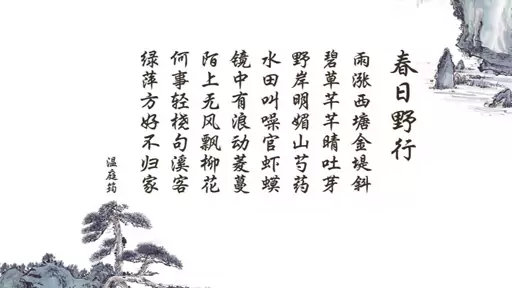 春日野行
雨涨西塘金堤斜
碧草芊芊晴吐芽
野岸明媚山芍药
水田叫噪官虾蟆
镜中有浪动菱蔓
陌上无风飘柳花
何事轻桡句溪客
绿萍方好不归家
温庭筠